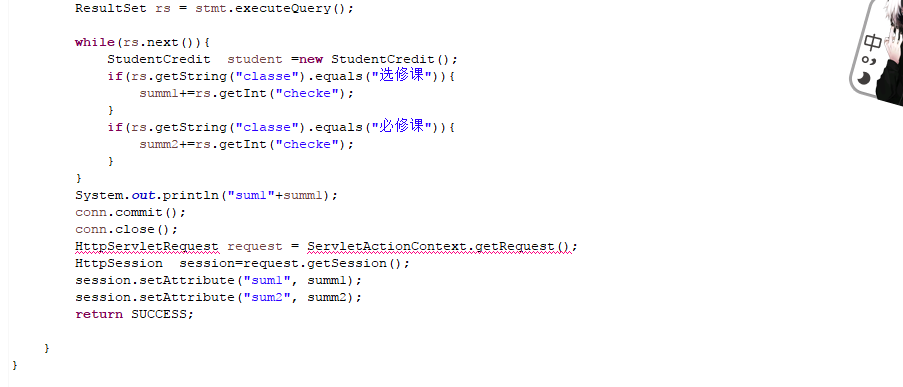 ResultSet rs = stmt.executeQuery();
while(rs.next()){
StudentCredit  student =new StudentCredit();
if(rs.getString("classe").equals("选修课")){
summ1+=rs.getInt("checke");
}
if(rs.getString("classe").equals("必修课")){
summ2+=rs.getInt("checke");
}
}
System.out.println("sum1"+summ1);
conn.commit();
conn.close();
HttpServletRequest request = ServletActionContext.getRequest();
HttpSession  session=request.getSession();
session.setAttribute("sum1", summ1);
session.setAttribute("sum2", summ2);
return SUCCESS;
}
}
中